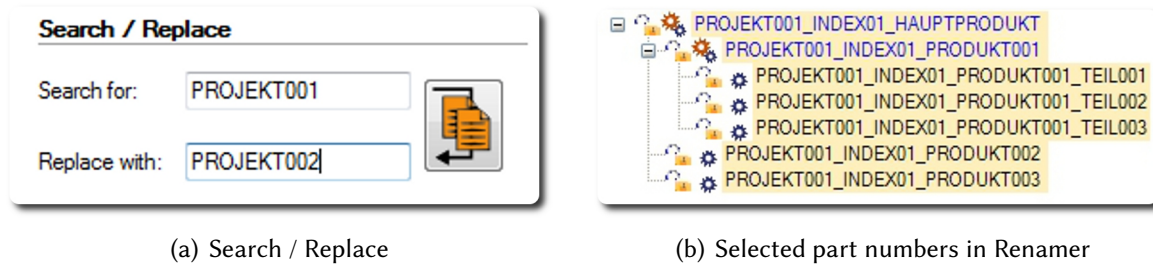 Search / Replace
Search for: PROJEKT001
Replace with: PROJEKT002
(a) Search / Replace
PROJEKT001_INDEX01_HAUPTPRODUKT
PROJEKT001_INDEX01_PRODUKT001
PROJEKT001_INDEX01_PRODUKT001_TEIL001
PROJEKT001_INDEX01_PRODUKT001_TEIL002
PROJEKT001_INDEX01_PRODUKT001_TEIL003
PROJEKT001_INDEX01_PRODUKT002
PROJEKT001_INDEX01_PRODUKT003
(b) Selected part numbers in Renamer